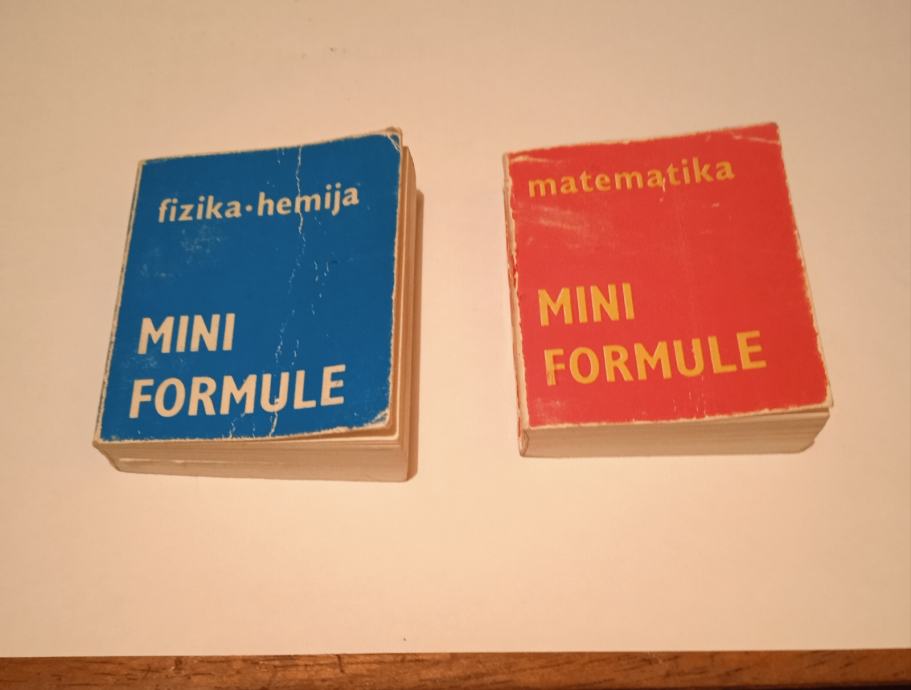 fizika·hemija
MINI
FORMULE
matematika
MINI
FORMULE